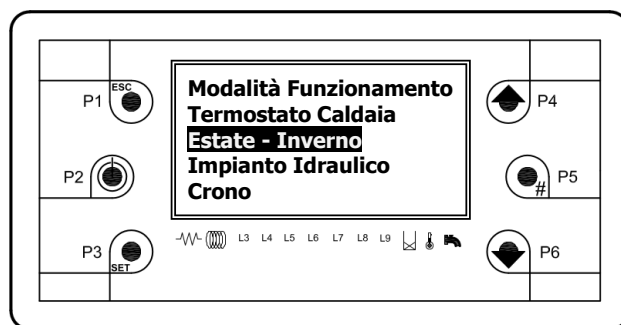 ESC
P1
P2
P3
SET
Modalità Funzionamento
Termostato Caldaia
Estate - Inverno
Impianto Idraulico
Crono
L3 L4 L5 L6 L7 L8 L9
P4
P5
#
P6